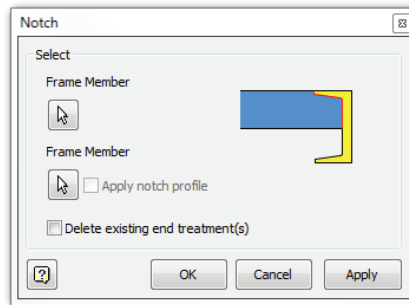 Notch
Select
Frame Member
Frame Member
Apply notch profile
Delete existing end treatment(s)
?
OK
Cancel
Apply